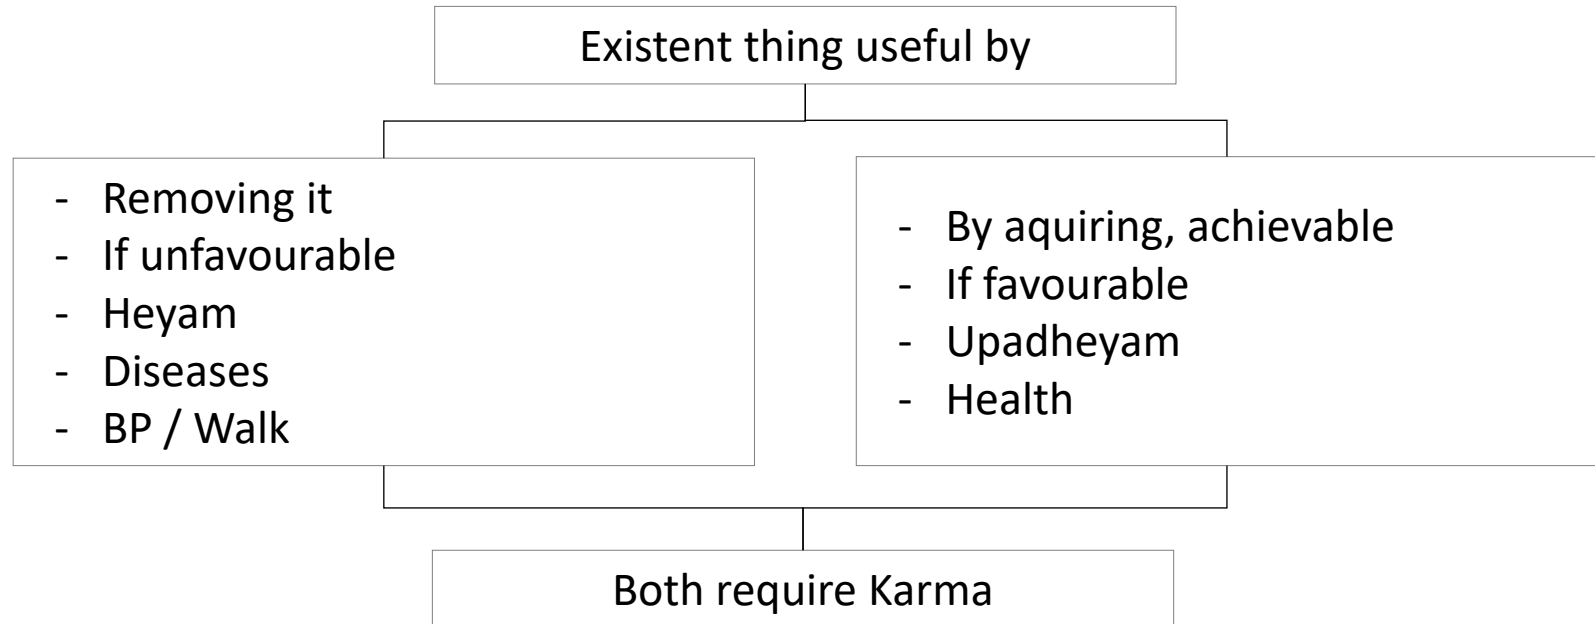 Existent thing useful by
- Removing it
- If unfavourable
- Heyam
- Diseases
- BP / Walk
- By aquiring, achievable
- If favourable
- Upadheyam
- Health
Both require Karma